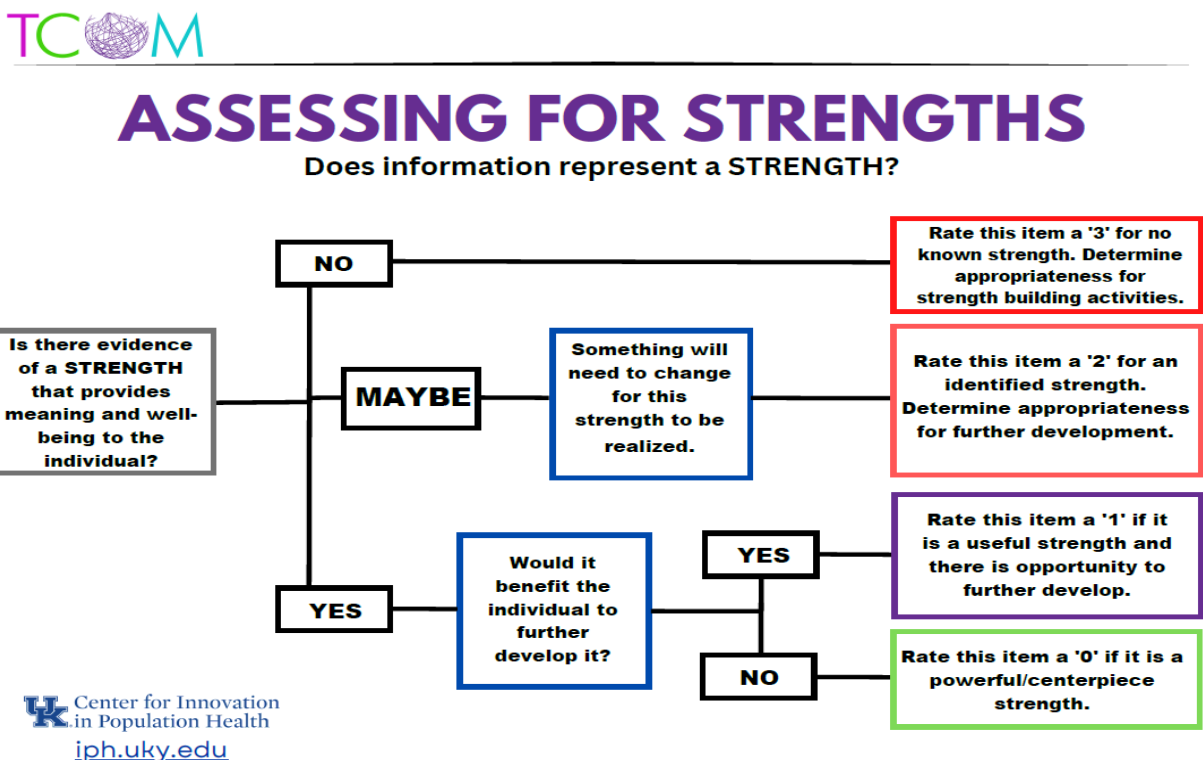 TCOM
ASSESSING FOR STRENGTHS
Does information represent a STRENGTH?
NO
Rate this item a '3' for no
known strength. Determine
appropriateness for
strength building activities.
Is there evidence
of a STRENGTH
that provides
meaning and well-
being to the
individual?
MAYBE
Something will
need to change
for this
strength to be
realized.
Rate this item a '2' for an
identified strength.
Determine appropriateness
for further development.
YES
Would it
benefit the
individual to
further
develop it?
YES
Rate this item a '1' if it
is a useful strength and
there is opportunity to
further develop.
NO
Rate this item a '0' if it is a
powerful/centerpiece
strength.
UK Center for Innovation
in Population Health
iph.uky.edu